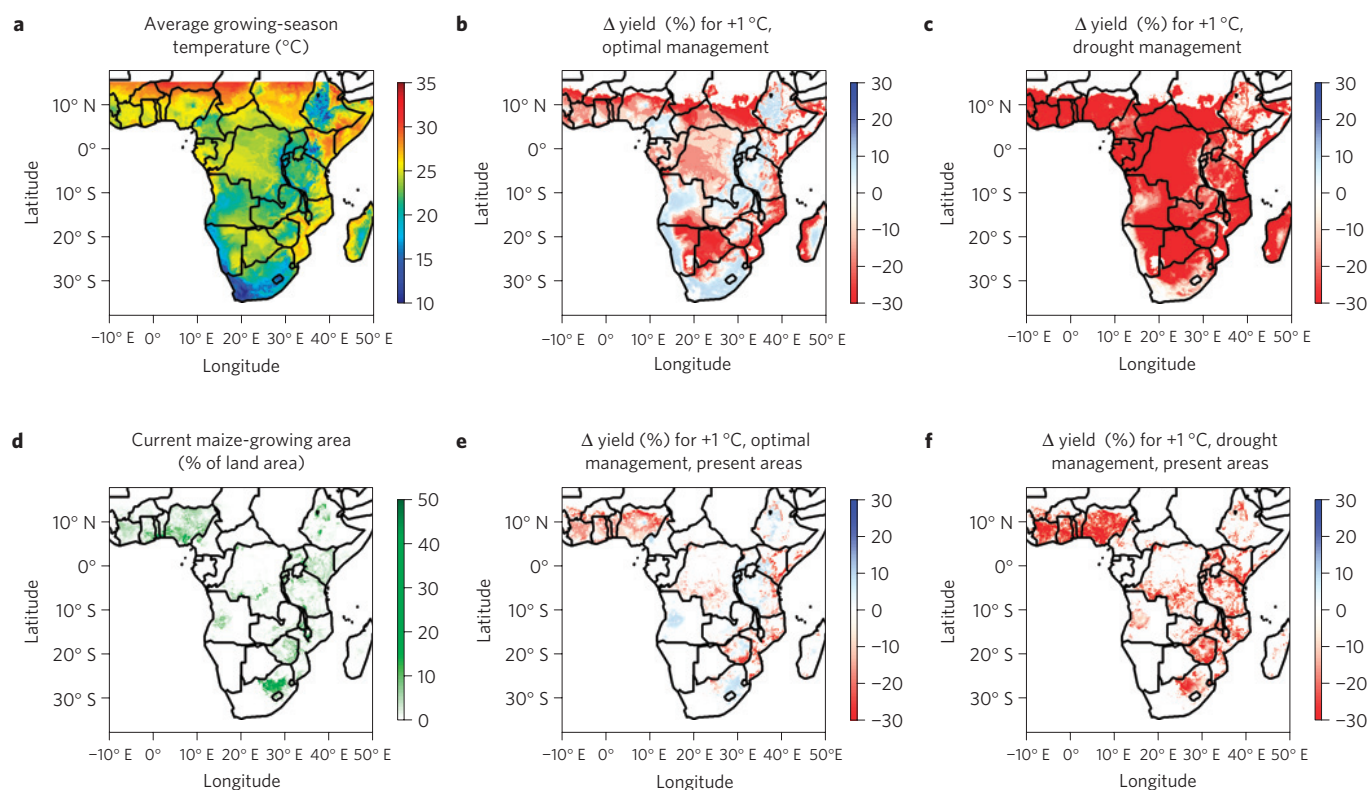 a
Average growing-season
temperature (°C)
35
30
25
20
15
10
10° N
0°
10° S
20° S
30° S
Latitude
−10° E 0° 10° E 20° E 30° E 40° E 50° E
Longitude
b
Δ yield (%) for +1 °C,
optimal management
30
20
10
0
−10
−20
−30
10° N
0°
10° S
20° S
30° S
Latitude
−10° E 0° 10° E 20° E 30° E 40° E 50° E
Longitude
c
Δ yield (%) for +1 °C,
drought management
30
20
10
0
−10
−20
−30
10° N
0°
10° S
20° S
30° S
Latitude
−10° E 0° 10° E 20° E 30° E 40° E 50° E
Longitude
d
Current maize-growing area
(% of land area)
50
40
30
20
10
0
10° N
0°
10° S
20° S
30° S
Latitude
−10° E 0° 10° E 20° E 30° E 40° E 50° E
Longitude
e
Δ yield (%) for +1 °C, optimal
management, present areas
30
20
10
0
−10
−20
−30
10° N
0°
10° S
20° S
30° S
Latitude
−10° E 0° 10° E 20° E 30° E 40° E 50° E
Longitude
f
Δ yield (%) for +1 °C, drought
management, present areas
30
20
10
0
−10
−20
−30
10° N
0°
10° S
20° S
30° S
Latitude
−10° E 0° 10° E 20° E 30° E 40° E 50° E
Longitude